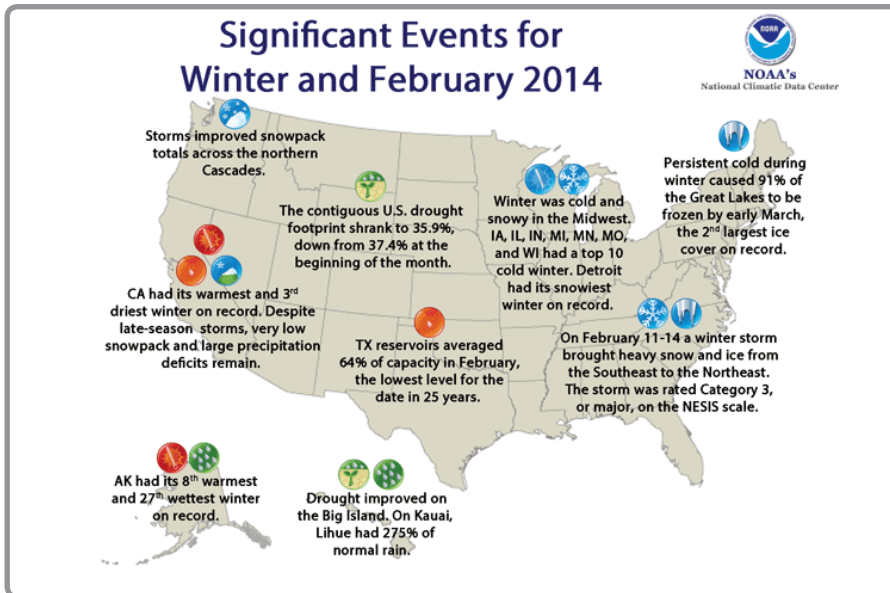 Significant Events for
Winter and February 2014
NOAA
NOAA's
National Climatic Data Center
Storms improved snowpack
totals across the northern
Cascades.
The contiguous U.S. drought
footprint shrank to 35.9%,
down from 37.4% at the
beginning of the month.
Winter was cold and
snowy in the Midwest.
IA, IL, IN, MI, MN, MO,
and WI had a top 10
cold winter. Detroit
had its snowiest
winter on record.
Persistent cold during
winter caused 91% of
the Great Lakes to be
frozen by early March,
the 2nd largest ice
cover on record.
CA had its warmest and 3rd
driest winter on record. Despite
late-season storms, very low
snowpack and large precipitation
deficits remain.
TX reservoirs averaged
64% of capacity in February,
the lowest level for the
date in 25 years.
On February 11-14 a winter storm
brought heavy snow and ice from
the Southeast to the Northeast.
The storm was rated Category 3,
or major, on the NESIS scale.
AK had its 8th warmest
and 27th wettest winter
on record.
Drought improved on
the Big Island. On Kauai,
Lihue had 275% of
normal rain.